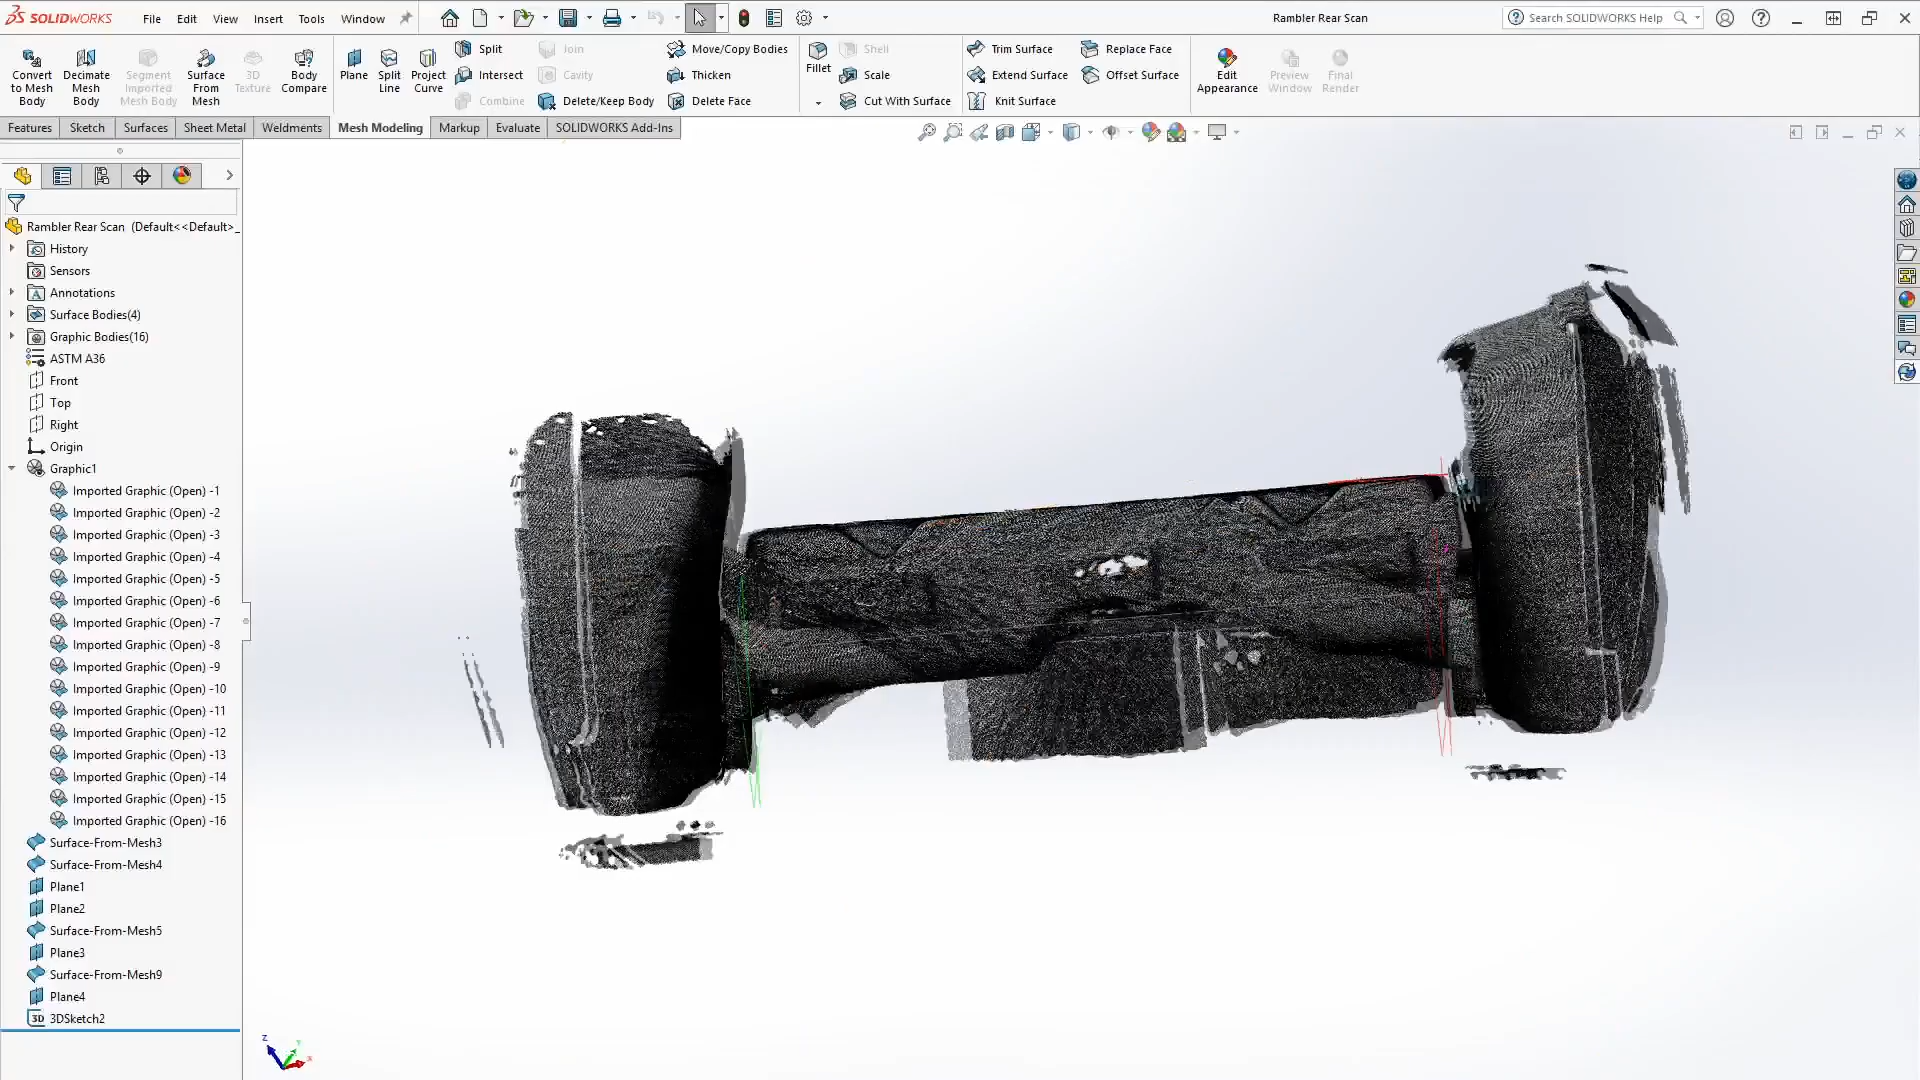 SOLIDWORKS File Edit View Insert Tools Window Rambler Rear Scan Search SOLIDWORKS Help
Convert to Mesh Body
Decimate Mesh Body
Segment Imported Mesh Body
Surface From Mesh
3D Texture
Body Compare
Plane
Split Line
Project Curve
Split
Intersect
Combine
Join
Cavity
Delete/Keep Body
Move/Copy Bodies
Thicken
Delete Face
Fillet
Shell
Scale
Cut With Surface
Trim Surface
Extend Surface
Knit Surface
Replace Face
Offset Surface
Edit Appearance
Preview Window
Final Render
Features Sketch Surfaces Sheet Metal Weldments Mesh Modeling Markup Evaluate SOLIDWORKS Add-Ins
Rambler Rear Scan (Default<<Default>_
History
Sensors
Annotations
Surface Bodies(4)
Graphic Bodies(16)
ASTM A36
Front
Top
Right
Origin
Graphic1
Imported Graphic (Open) -1
Imported Graphic (Open) -2
Imported Graphic (Open) -3
Imported Graphic (Open) -4
Imported Graphic (Open) -5
Imported Graphic (Open) -6
Imported Graphic (Open) -7
Imported Graphic (Open) -8
Imported Graphic (Open) -9
Imported Graphic (Open) -10
Imported Graphic (Open) -11
Imported Graphic (Open) -12
Imported Graphic (Open) -13
Imported Graphic (Open) -14
Imported Graphic (Open) -15
Imported Graphic (Open) -16
Surface-From-Mesh3
Surface-From-Mesh4
Plane1
Plane2
Surface-From-Mesh5
Plane3
Surface-From-Mesh9
Plane4
3D 3DSketch2
Z Y X